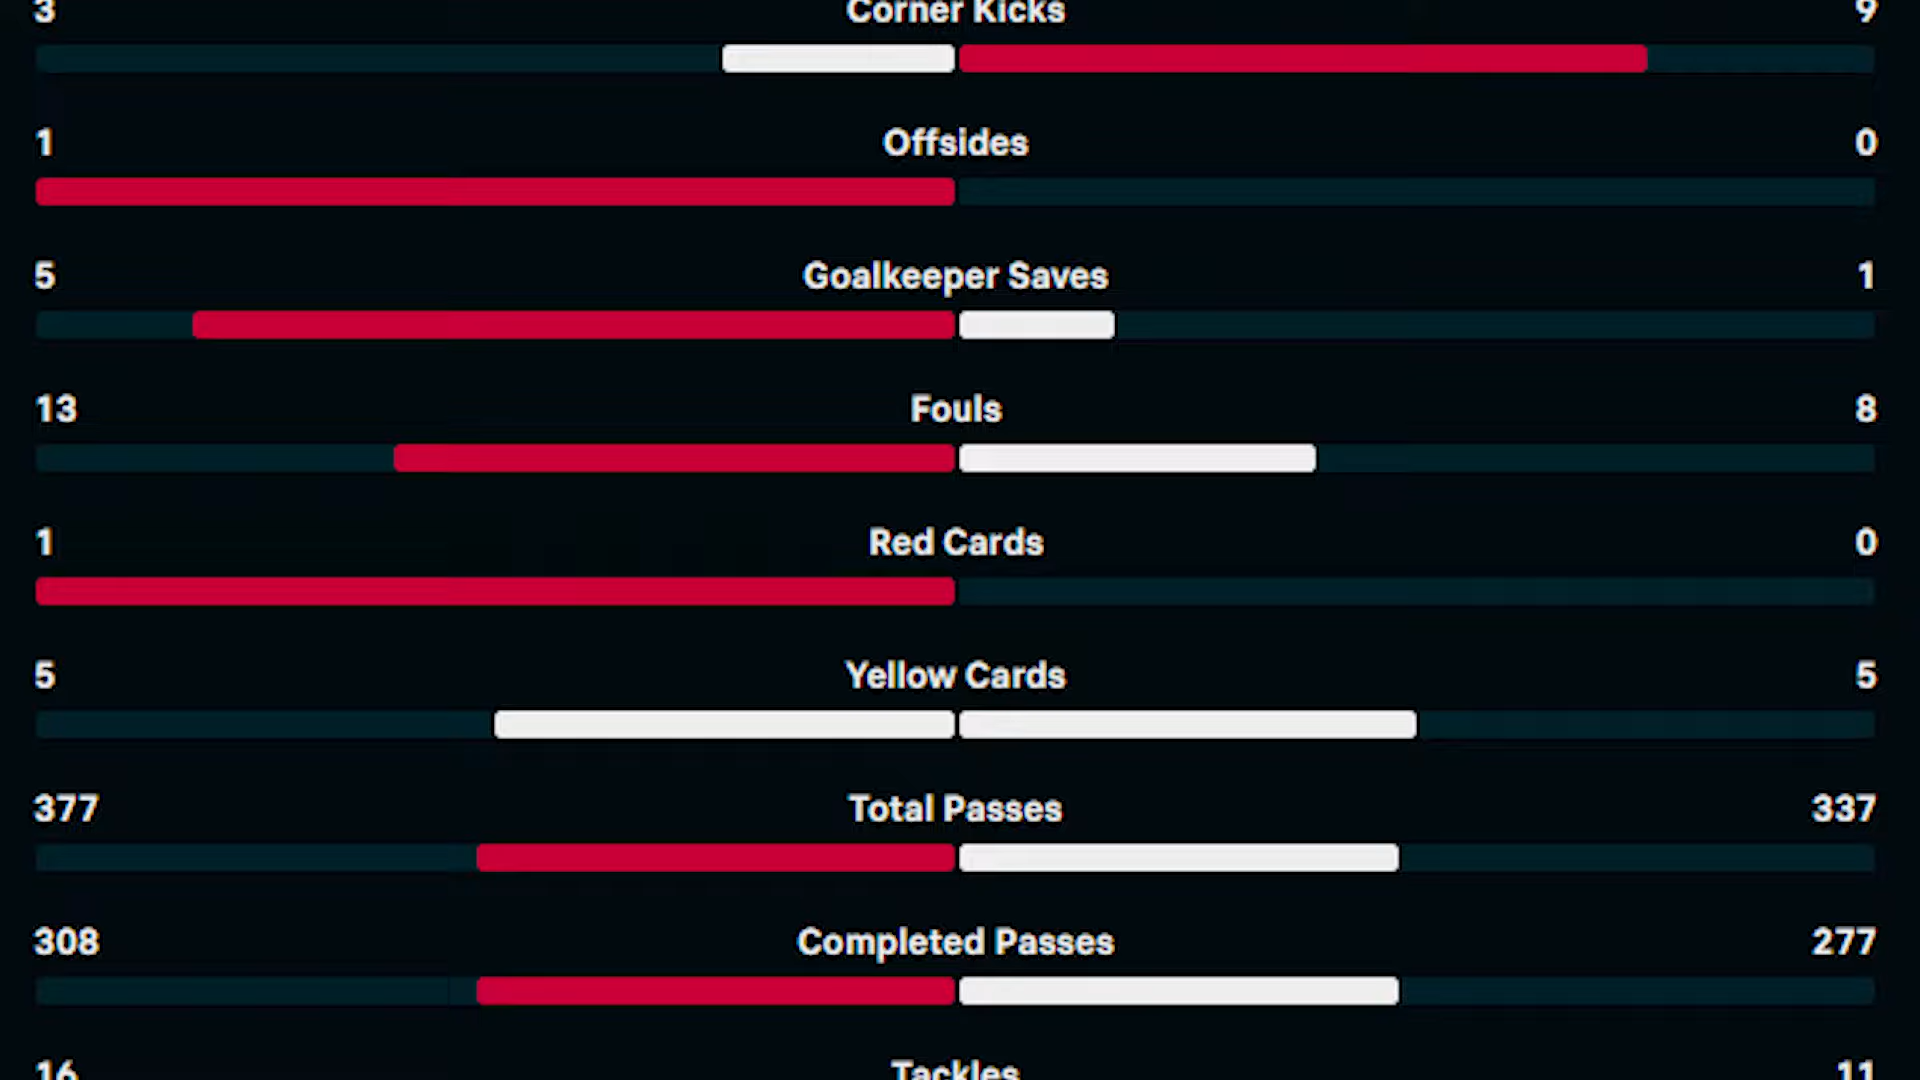 3 Corner Kicks 9
1 Offsides 0
5 Goalkeeper Saves 1
13 Fouls 8
1 Red Cards 0
5 Yellow Cards 5
377 Total Passes 337
308 Completed Passes 277
16 Tackles 11